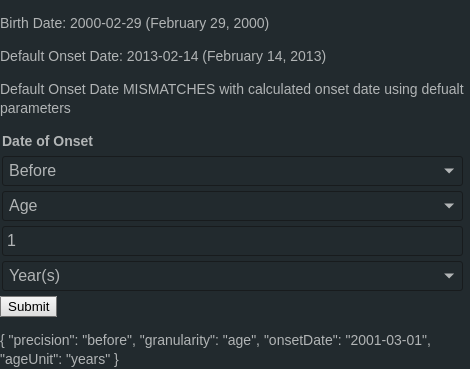 Birth Date: 2000-02-29 (February 29, 2000)
Default Onset Date: 2013-02-14 (February 14, 2013)
Default Onset Date MISMATCHES with calculated onset date using defualt
parameters
Date of Onset
Before
Age
1
Year(s)
Submit
{ "precision": "before", "granularity": "age", "onsetDate": "2001-03-01",
"ageUnit": "years" }